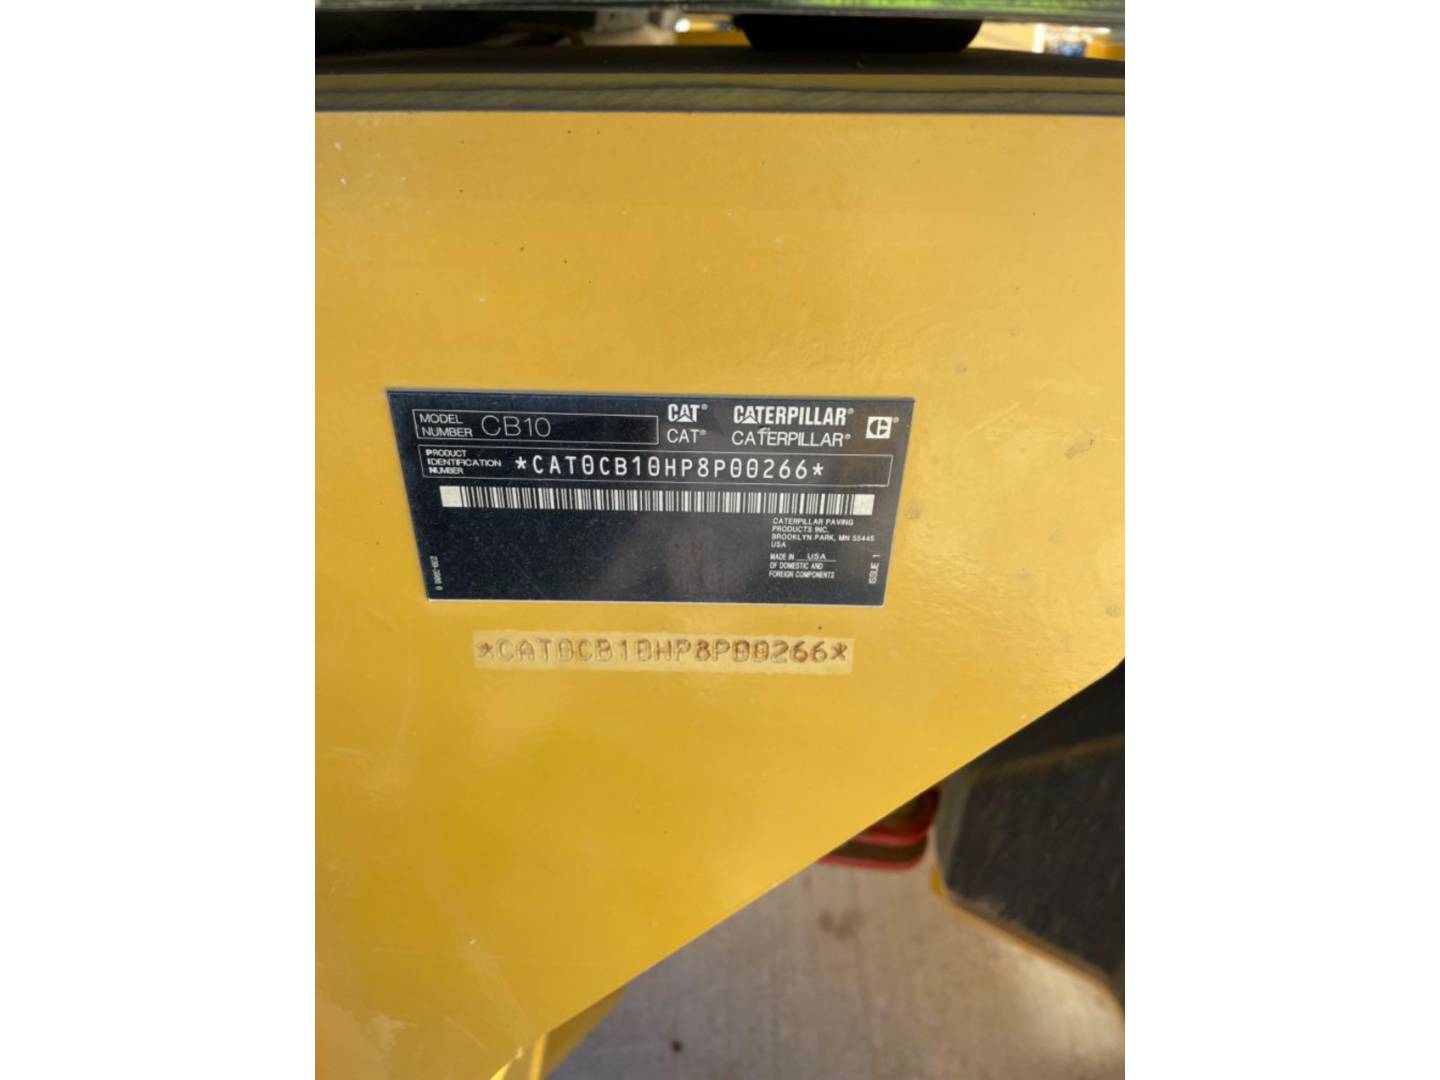 MODEL NUMBER CB10
CAT® CATERPILLAR®
CAT® CATERPILLAR®
PRODUCT IDENTIFICATION NUMBER *CAT0CB10HP8P00266*
CATERPILLAR PAVING
PRODUCTS INC.
BROOKLYN PARK, MN 55445
USA
MADE IN USA
OF DOMESTIC AND
FOREIGN COMPONENTS
ISSUE 1
*CAT0CB10HP8P00266*